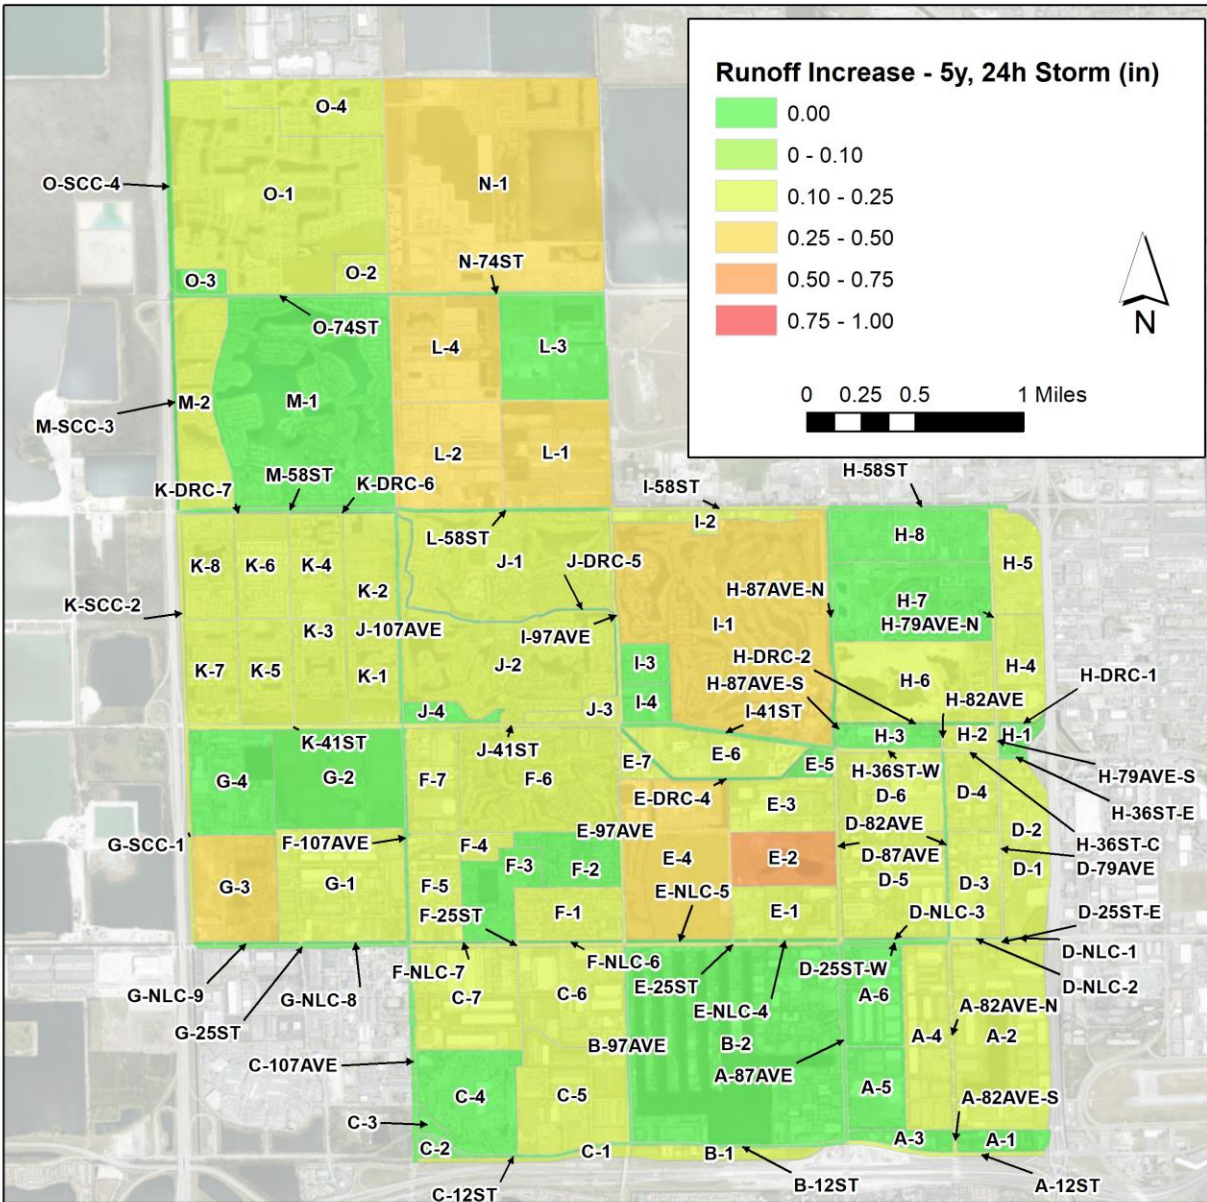 Runoff Increase - 5y, 24h Storm (in)
0.00
0 - 0.10
0.10 - 0.25
0.25 - 0.50
0.50 - 0.75
0.75 - 1.00
N
0 0.25 0.5 1 Miles
O-4
O-SCC-4
O-1
N-1
O-3
O-2
N-74ST
O-74ST
L-4
L-3
M-2
M-1
M-SCC-3
L-2
L-1
K-DRC-7
M-58ST
K-DRC-6
I-58ST
H-58ST
I-2
L-58ST
H-8
K-8
K-6
K-4
J-1
J-DRC-5
H-5
K-2
H-87AVE-N
K-SCC-2
H-7
K-3
J-107AVE
I-97AVE
I-1
H-79AVE-N
K-7
K-5
K-1
J-2
I-3
H-DRC-2
H-4
H-6
H-DRC-1
H-87AVE-S
H-82AVE
I-4
J-4
J-3
I-41ST
K-41ST
J-41ST
H-3
H-2
H-1
G-4
G-2
F-7
F-6
E-7
E-6
E-5
H-36ST-W
H-79AVE-S
E-DRC-4
D-6
D-4
H-36ST-E
E-3
G-SCC-1
F-107AVE
E-97AVE
D-82AVE
D-2
H-36ST-C
F-4
F-3
F-2
E-4
E-2
D-87AVE
D-79AVE
G-3
G-1
F-5
D-5
D-3
D-1
F-25ST
F-1
E-NLC-5
E-1
D-NLC-3
D-25ST-E
D-NLC-1
F-NLC-7
F-NLC-6
E-25ST
D-25ST-W
D-NLC-2
G-NLC-9
G-NLC-8
G-25ST
C-7
C-6
E-NLC-4
A-6
A-82AVE-N
A-4
A-2
B-97AVE
B-2
C-107AVE
A-87AVE
C-4
C-5
A-5
A-82AVE-S
C-3
C-2
C-1
B-1
A-3
A-1
C-12ST
B-12ST
A-12ST